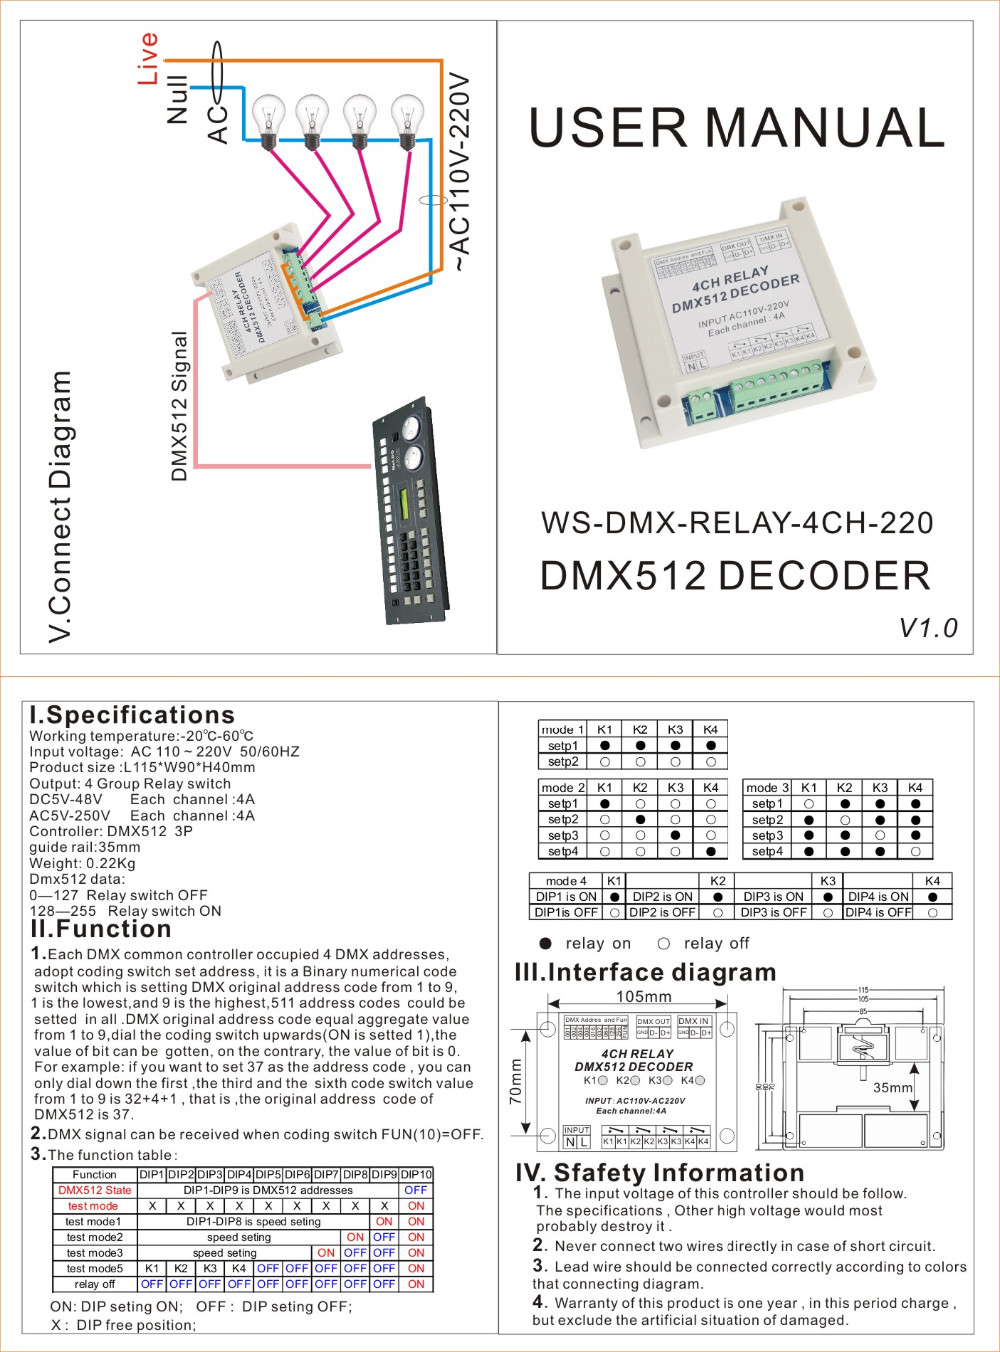 Live
Null
AC
~AC110V-220V
4CH RELAY
DMX512 DECODER
DMX512 Signal
V.Connect Diagram
USER MANUAL
DMX Addres and Fun
DMX OUT
DMX IN
GND D- D+
GND D- D+
4CH RELAY
DMX512 DECODER
INPUT AC110V-220V
Each channel : 4A
INPUT
N L
K1 K1 K2 K2 K3 K3 K4 K4
WS-DMX-RELAY-4CH-220
DMX512 DECODER
V1.0
I.Specifications
Working temperature:-20℃-60℃
Input voltage: AC 110 ~ 220V 50/60HZ
Product size :L115*W90*H40mm
Output: 4 Group Relay switch
DC5V-48V Each channel :4A
AC5V-250V Each channel :4A
Controller: DMX512 3P
guide rail:35mm
Weight: 0.22Kg
Dmx512 data:
0—127 Relay switch OFF
128—255 Relay switch ON
II.Function
1.Each DMX common controller occupied 4 DMX addresses,
adopt coding switch set address, it is a Binary numerical code
switch which is setting DMX original address code from 1 to 9,
1 is the lowest,and 9 is the highest,511 address codes could be
setted in all .DMX original address code equal aggregate value
from 1 to 9,dial the coding switch upwards(ON is setted 1),the
value of bit can be gotten, on the contrary, the value of bit is 0.
For example: if you want to set 37 as the address code , you can
only dial down the first ,the third and the sixth code switch value
from 1 to 9 is 32+4+1 , that is ,the original address code of
DMX512 is 37.
2.DMX signal can be received when coding switch FUN(10)=OFF.
3.The function table :
Function DIP1 DIP2 DIP3 DIP4 DIP5 DIP6 DIP7 DIP8 DIP9 DIP10
DMX512 State DIP1-DIP9 is DMX512 addresses OFF
test mode X X X X X X X X X ON
test mode1 DIP1-DIP8 is speed seting ON ON
test mode2 speed seting ON OFF ON
test mode3 speed seting ON OFF OFF ON
test mode5 K1 K2 K3 K4 OFF OFF OFF OFF OFF ON
relay off OFF OFF OFF OFF OFF OFF OFF OFF OFF ON
ON: DIP seting ON; OFF : DIP seting OFF;
X : DIP free position;
mode 1 K1 K2 K3 K4
setp1 ● ● ● ●
setp2 ○ ○ ○ ○
mode 2 K1 K2 K3 K4
setp1 ● ○ ○ ○
setp2 ○ ● ○ ○
setp3 ○ ○ ● ○
setp4 ○ ○ ○ ●
mode 3 K1 K2 K3 K4
setp1 ○ ● ● ●
setp2 ● ○ ● ●
setp3 ● ● ○ ●
setp4 ● ● ● ○
mode 4 K1 K2 K3 K4
DIP1 is ON ● DIP2 is ON ● DIP3 is ON ● DIP4 is ON ●
DIP1is OFF ○ DIP2 is OFF ○ DIP3 is OFF ○ DIP4 is OFF ○
● relay on ○ relay off
III.Interface diagram
105mm
70mm
DMX Addres and Fun
DMX OUT
DMX IN
GND D- D+
GND D- D+
4CH RELAY
DMX512 DECODER
K1○ K2○ K3○ K4○
INPUT: AC110V-AC220V
Each channel:4A
INPUT
N L
K1 K1 K2 K2 K3 K3 K4 K4
115
105
85
35mm
IV. Sfafety Information
1. The input voltage of this controller should be follow.
The specifications , Other high voltage would most
probably destroy it .
2. Never connect two wires directly in case of short circuit.
3. Lead wire should be connected correctly according to colors
that connecting diagram.
4. Warranty of this product is one year , in this period charge ,
but exclude the artificial situation of damaged.